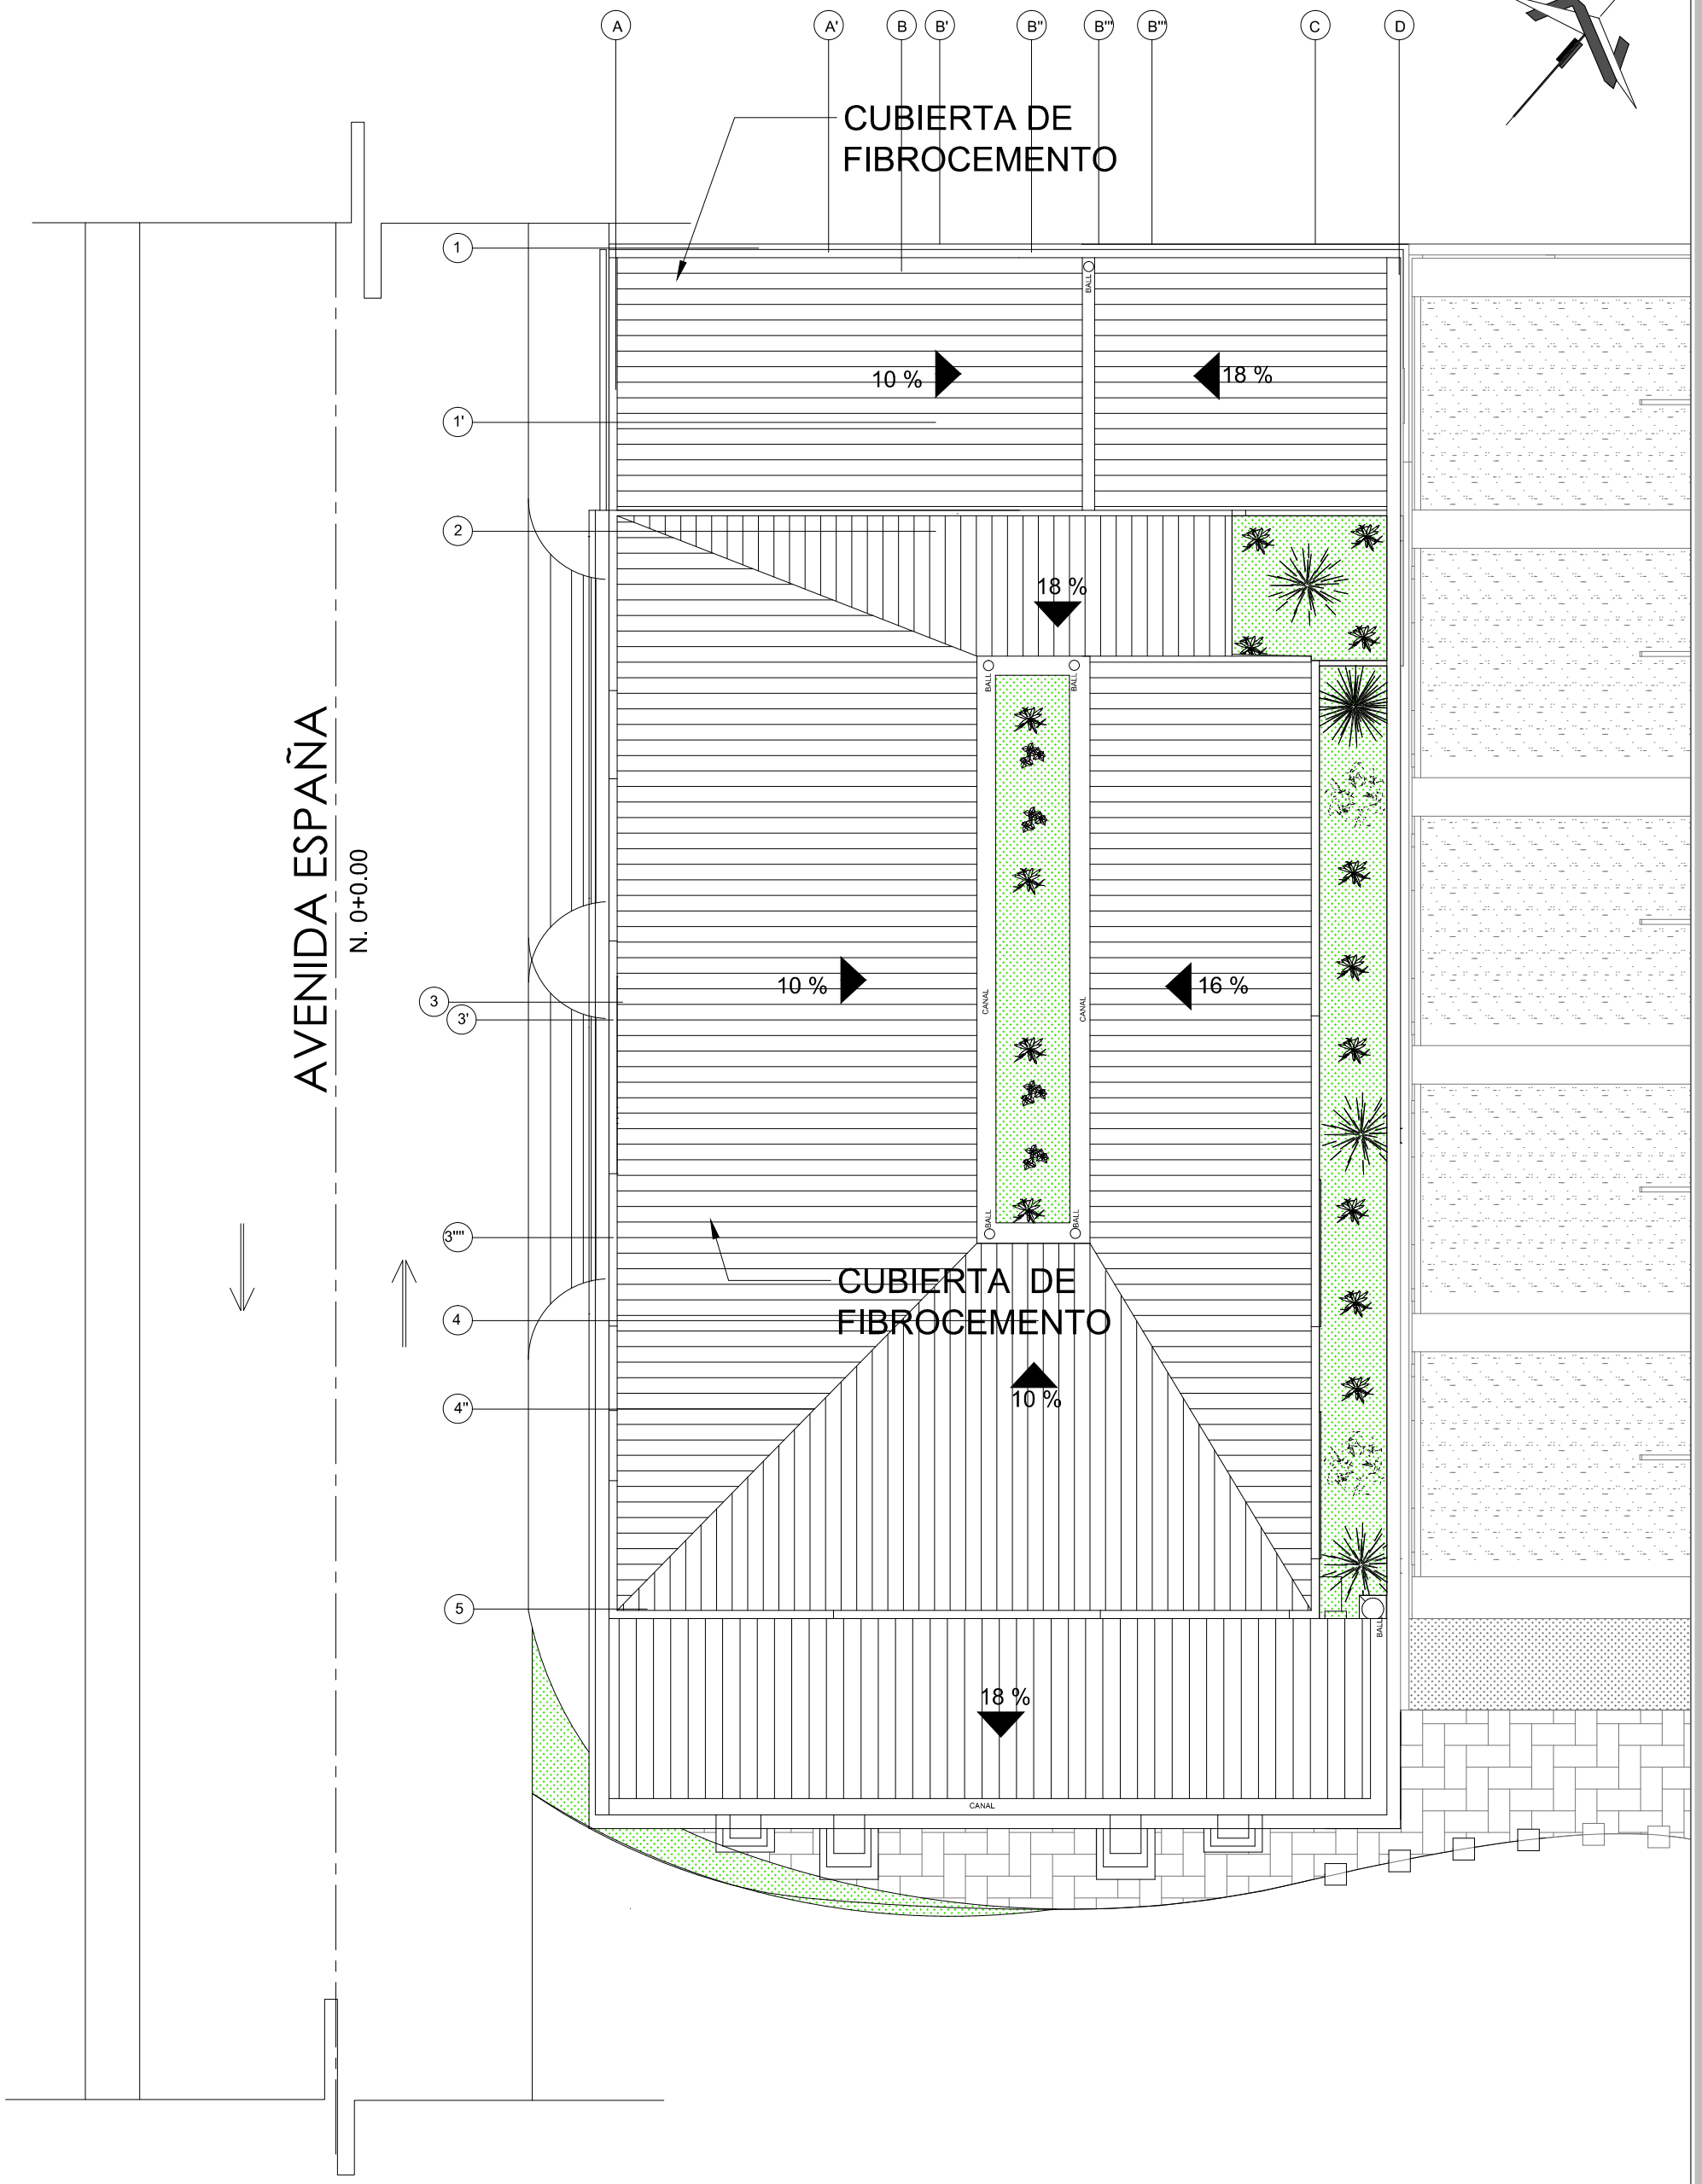 A A' B B' B" B"' B"' C D
CUBIERTA DE
FIBROCEMENTO
1
BALL
10 %
18 %
1'
2
18 %
BALL
BALL
AVENIDA ESPAÑA
N. 0+0.00
10 %
16 %
CANAL
CANAL
3
3'
BALL
BALL
3""
CUBIERTA DE
FIBROCEMENTO
4
10 %
4"
5
BALL
18 %
CANAL